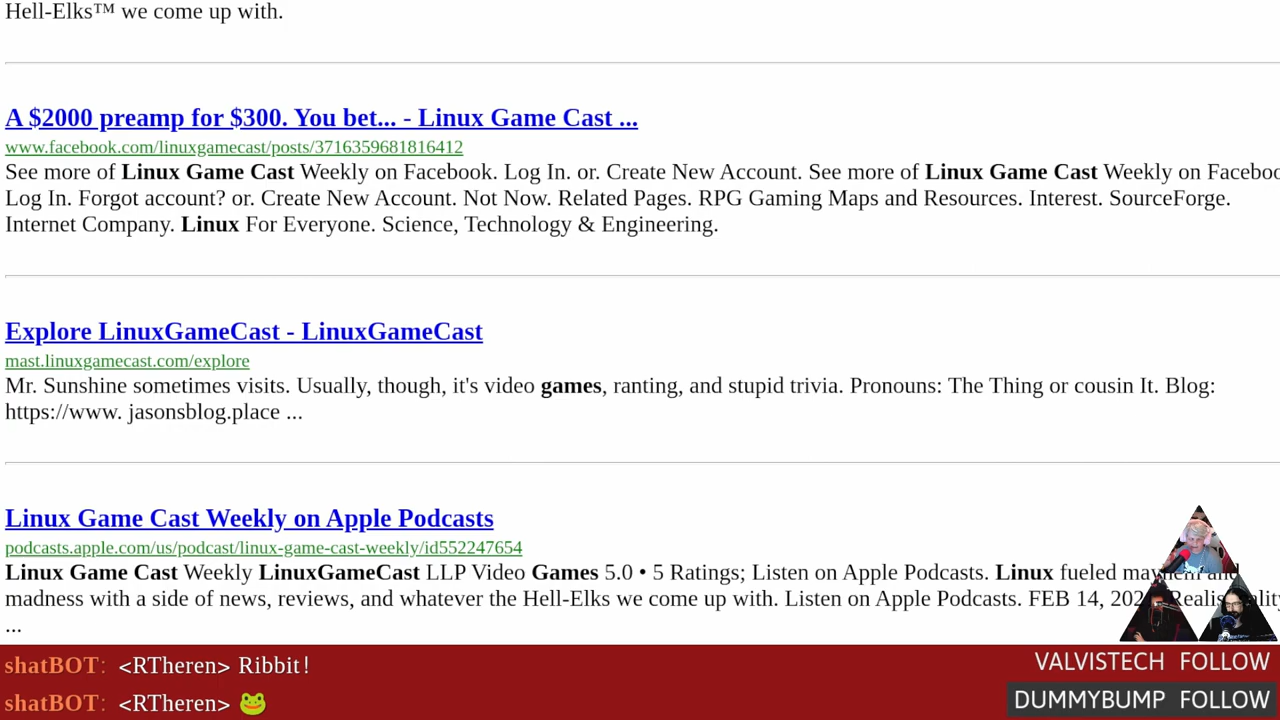 Hell-Elks™ we come up with.
A $2000 preamp for $300. You bet... - Linux Game Cast ...
www.facebook.com/linuxgamecast/posts/3716359681816412
See more of Linux Game Cast Weekly on Facebook. Log In. or. Create New Account. See more of Linux Game Cast Weekly on
Log In. Forgot account? or. Create New Account. Not Now. Related Pages. RPG Gaming Maps and Resources. Interest. SourceForge.
Internet Company. Linux For Everyone. Science, Technology & Engineering.
Explore LinuxGameCast - LinuxGameCast
mast.linuxgamecast.com/explore
Mr. Sunshine sometimes visits. Usually, though, it's video games, ranting, and stupid trivia. Pronouns: The Thing or cousin It. Blog:
https://www. jasonsblog.place ...
Linux Game Cast Weekly on Apple Podcasts
podcasts.apple.com/us/podcast/linux-game-cast-weekly/id552247654
Linux Game Cast Weekly LinuxGameCast LLP Video Games 5.0 • 5 Ratings; Listen on Apple Podcasts. Linux fueled mayhem and
madness with a side of news, reviews, and whatever the Hell-Elks we come up with. Listen on Apple Podcasts. FEB 14,
...
shatBOT: <RTheren> Ribbit!
shatBOT: <RTheren> 🐸
VALVISTECH FOLLOW
DUMMYBUMP FOLLOW